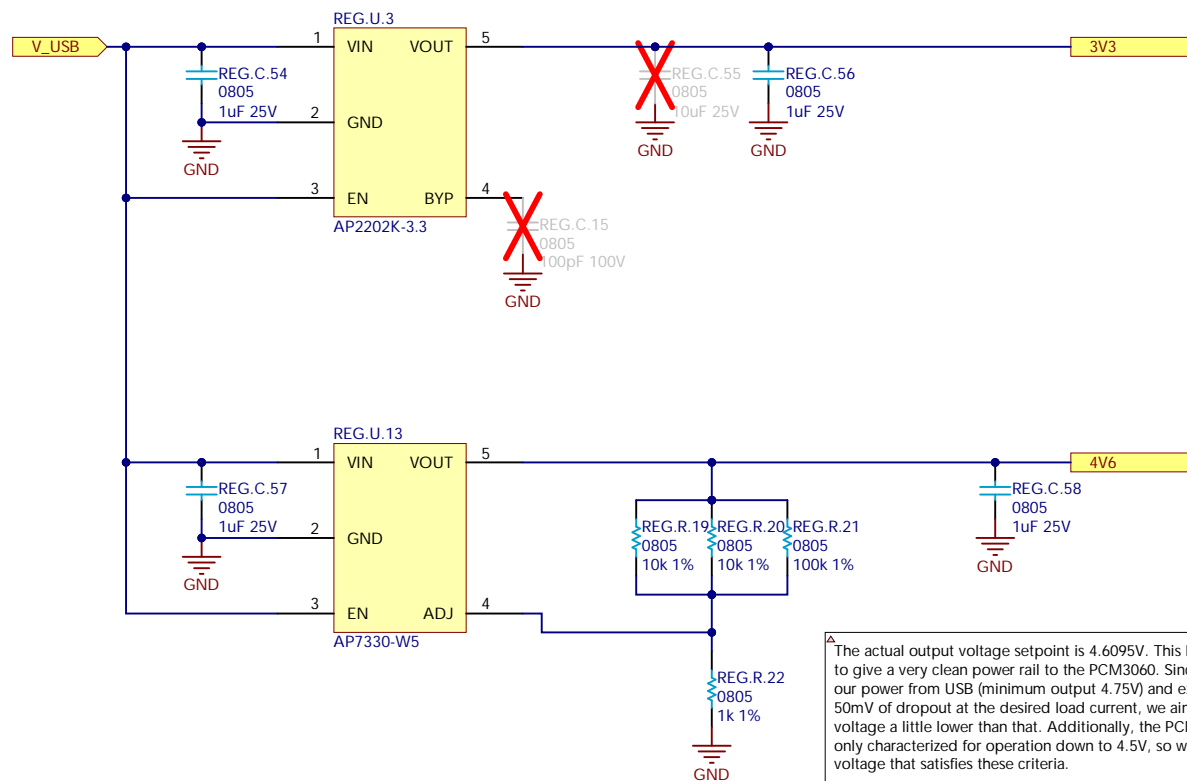 REG.U.3
V_USB
1
VIN
VOUT
5
3V3
REG.C.54
0805
1uF 25V
REG.C.55
0805
10uF 25V
REG.C.56
0805
1uF 25V
2
GND
GND
GND
GND
3
EN
BYP
4
AP2202K-3.3
REG.C.15
0805
100pF 100V
GND
REG.U.13
1
VIN
VOUT
5
4V6
REG.C.57
0805
1uF 25V
REG.C.58
0805
1uF 25V
REG.R.19
0805
10k 1%
REG.R.20
0805
10k 1%
REG.R.21
0805
100k 1%
2
GND
GND
GND
3
EN
ADJ
4
AP7330-W5
REG.R.22
0805
1k 1%
GND
The actual output voltage setpoint is 4.6095V. This
to give a very clean power rail to the PCM3060.
our power from USB (minimum output 4.75V) and
50mV of dropout at the desired load current, we
voltage a little lower than that. Additionally, the
only characterized for operation down to 4.5V, so
voltage that satisfies these criteria.